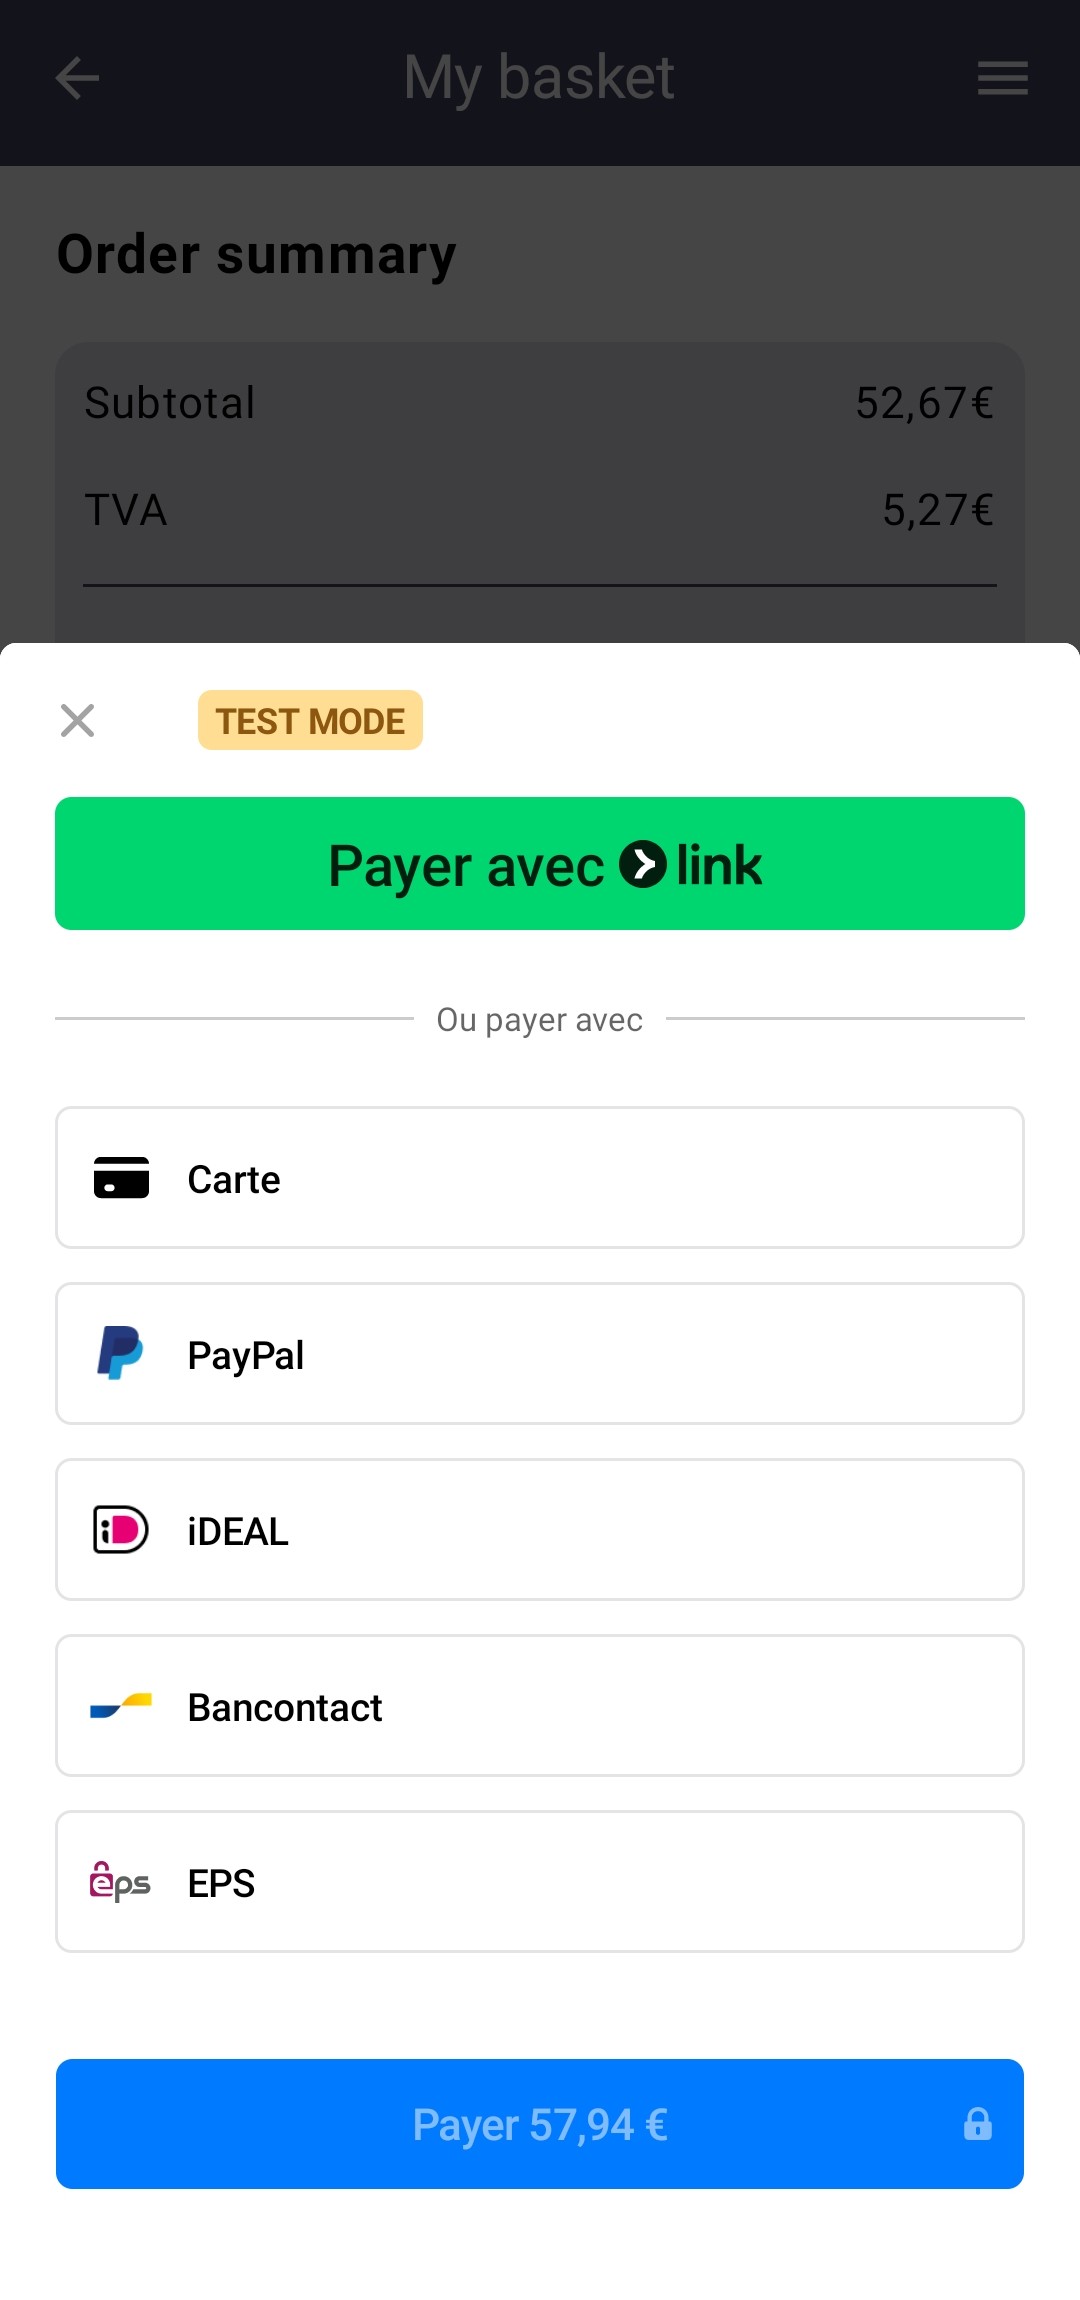 My basket
Order summary
Subtotal 52,67€
TVA 5,27€
TEST MODE
Payer avec link
Ou payer avec
Carte
PayPal
iD iDEAL
Bancontact
eps EPS
Payer 57,94 €